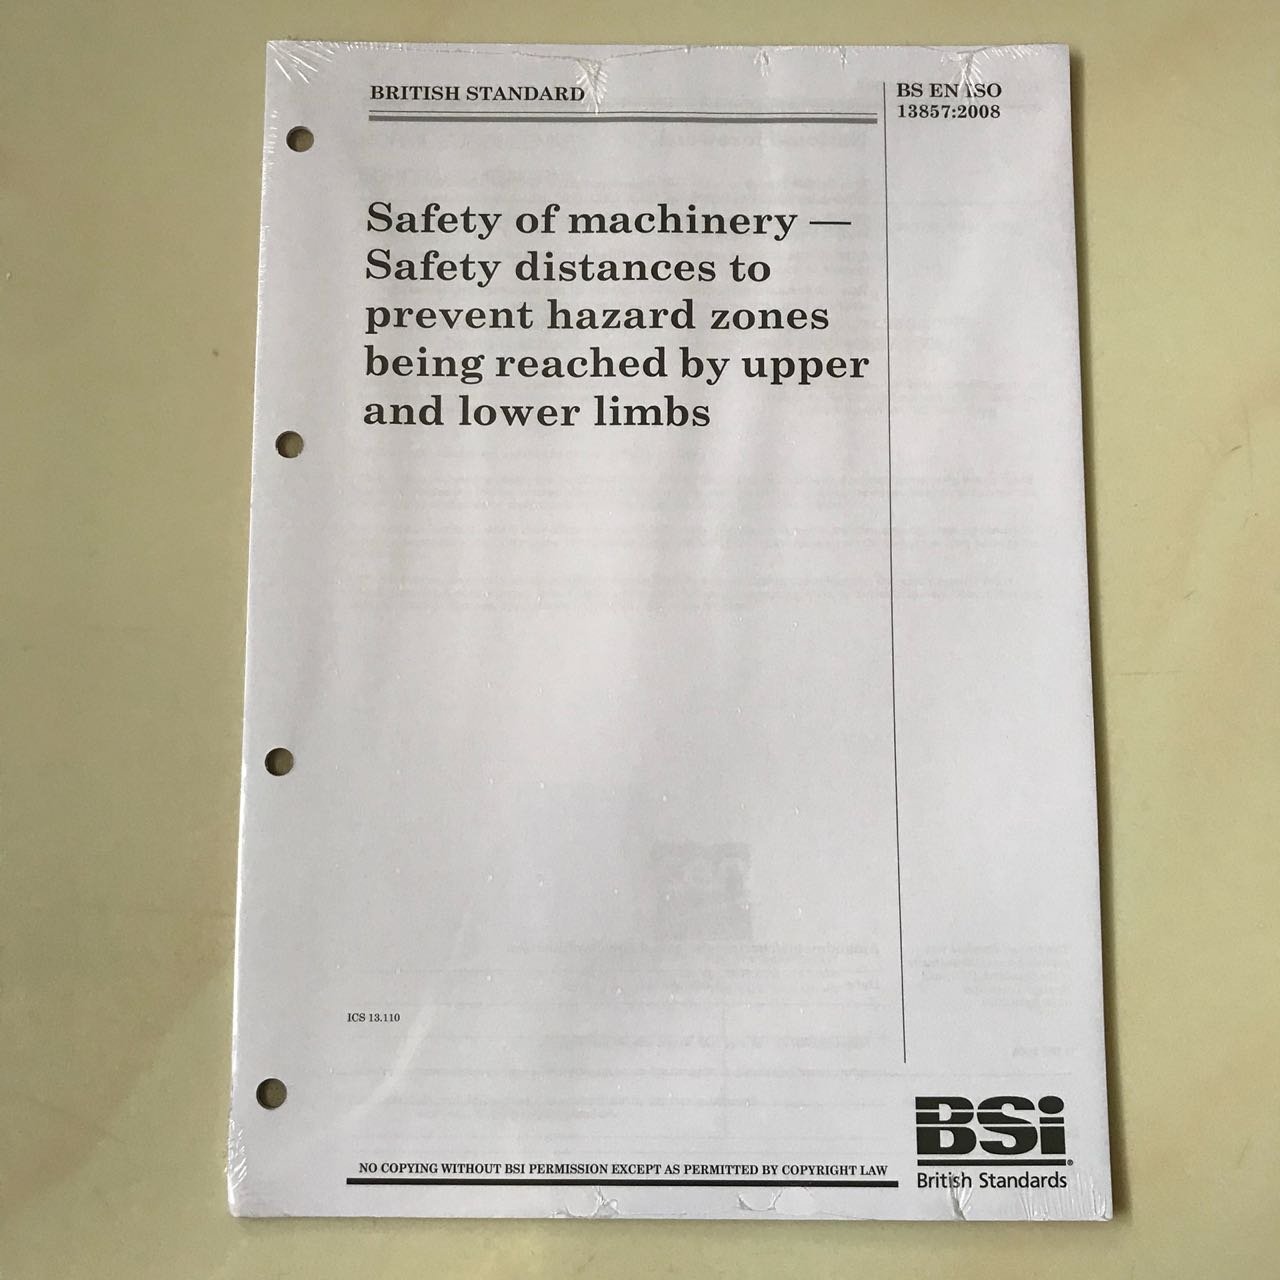 BRITISH STANDARD
BS EN ISO
13857:2008
Safety of machinery —
Safety distances to
prevent hazard zones
being reached by upper
and lower limbs
ICS 13.110
NO COPYING WITHOUT BSI PERMISSION EXCEPT AS PERMITTED BY COPYRIGHT LAW
BSi
®
British Standards